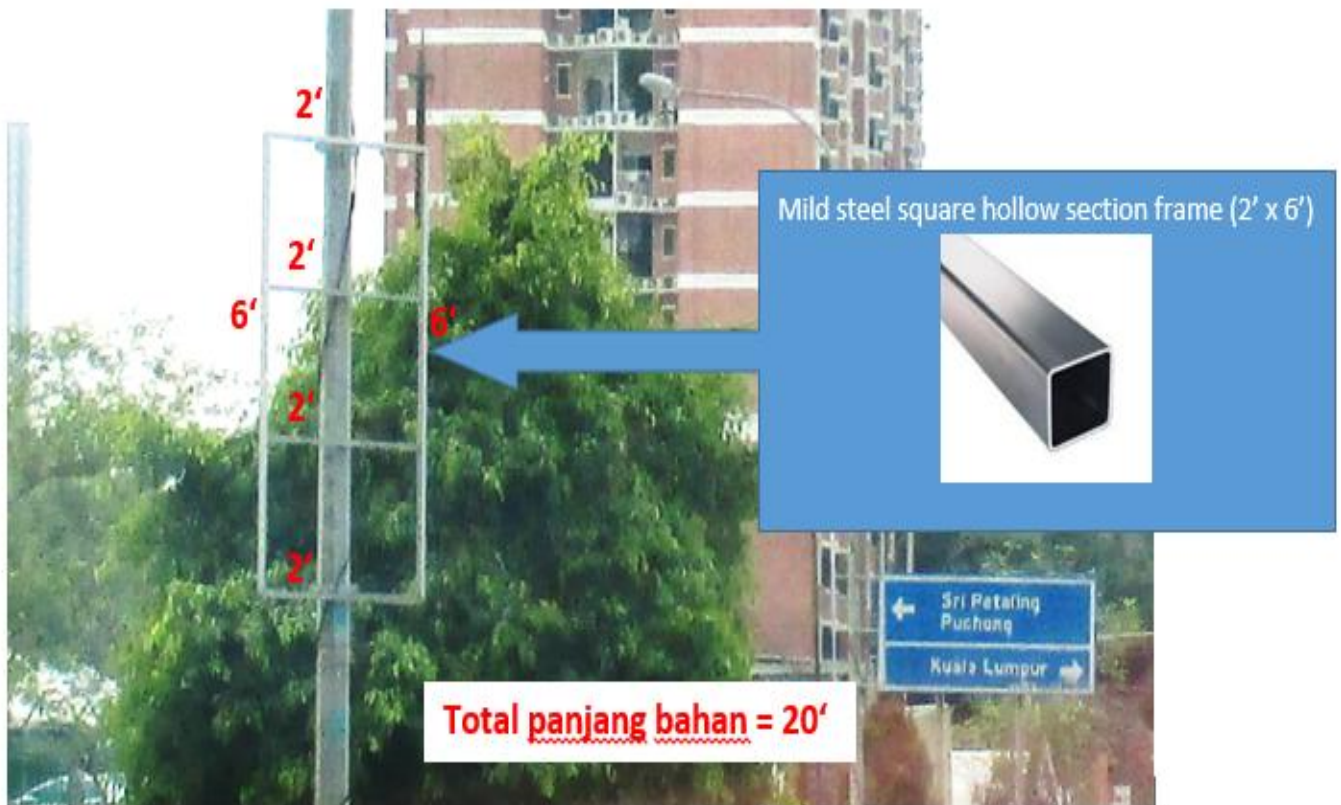 2‘
2‘
6‘
6‘
2‘
2‘
Mild steel square hollow section frame (2’ x 6’)
Sri Petaling
Puchong
Kuala Lumpur
Total panjang bahan = 20‘